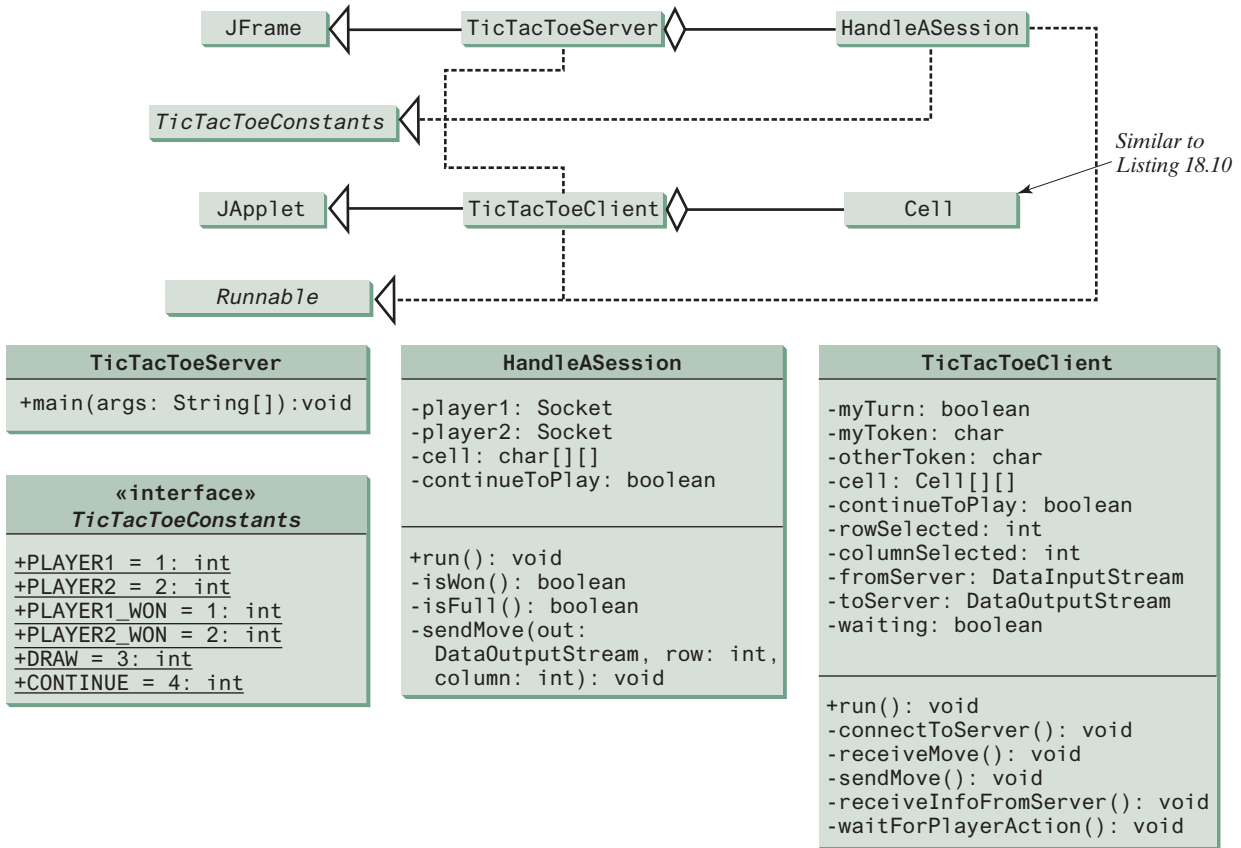 JFrame
TicTacToeServer
HandleASession
TicTacToeConstants
Similar to
Listing 18.10
JApplet
TicTacToeClient
Cell
Runnable
TicTacToeServer
+main(args: String[]):void
«interface»
TicTacToeConstants
+PLAYER1 = 1: int
+PLAYER2 = 2: int
+PLAYER1_WON = 1: int
+PLAYER2_WON = 2: int
+DRAW = 3: int
+CONTINUE = 4: int
HandleASession
-player1: Socket
-player2: Socket
-cell: char[][]
-continueToPlay: boolean
+run(): void
-isWon(): boolean
-isFull(): boolean
-sendMove(out:
DataOutputStream, row: int,
column: int): void
TicTacToeClient
-myTurn: boolean
-myToken: char
-otherToken: char
-cell: Cell[][]
-continueToPlay: boolean
-rowSelected: int
-columnSelected: int
-fromServer: DataInputStream
-toServer: DataOutputStream
-waiting: boolean
+run(): void
-connectToServer(): void
-receiveMove(): void
-sendMove(): void
-receiveInfoFromServer(): void
-waitForPlayerAction(): void